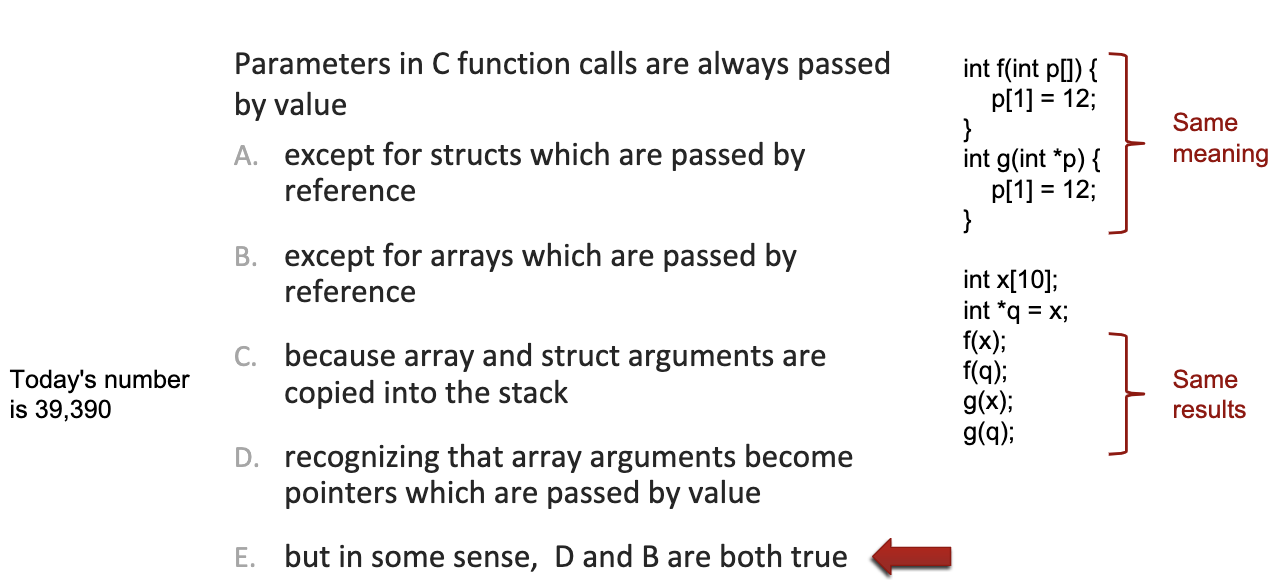 Parameters in C function calls are always passed
by value
A. except for structs which are passed by
reference
B. except for arrays which are passed by
reference
C. because array and struct arguments are
copied into the stack
D. recognizing that array arguments become
pointers which are passed by value
E. but in some sense, D and B are both true
Today's number
is 39,390
int f(int p[]) {
p[1] = 12;
}
int g(int *p) {
p[1] = 12;
}
Same
meaning
int x[10];
int *q = x;
f(x);
f(q);
g(x);
g(q);
Same
results